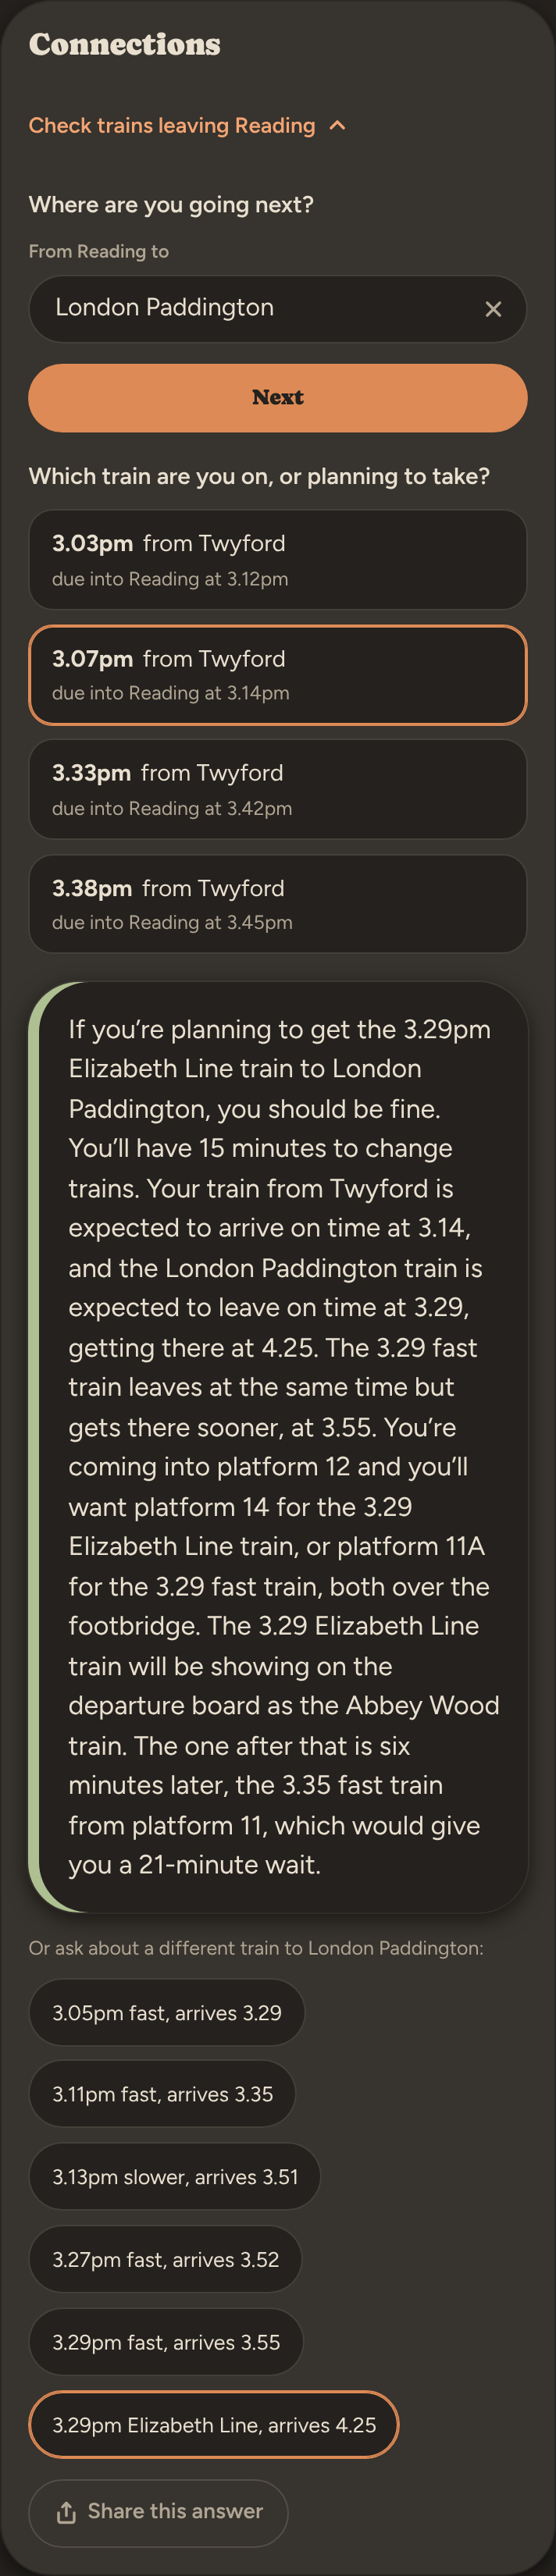 Connections
Check trains leaving Reading
Where are you going next?
From Reading to
London Paddington
Next
Which train are you on, or planning to take?
3.03pm from Twyford
due into Reading at 3.12pm
3.07pm from Twyford
due into Reading at 3.14pm
3.33pm from Twyford
due into Reading at 3.42pm
3.38pm from Twyford
due into Reading at 3.45pm
If you’re planning to get the 3.29pm
Elizabeth Line train to London
Paddington, you should be fine.
You’ll have 15 minutes to change
trains. Your train from Twyford is
expected to arrive on time at 3.14,
and the London Paddington train is
expected to leave on time at 3.29,
getting there at 4.25. The 3.29 fast
train leaves at the same time but
gets there sooner, at 3.55. You’re
coming into platform 12 and you’ll
want platform 14 for the 3.29
Elizabeth Line train, or platform 11A
for the 3.29 fast train, both over the
footbridge. The 3.29 Elizabeth Line
train will be showing on the
departure board as the Abbey Wood
train. The one after that is six
minutes later, the 3.35 fast train
from platform 11, which would give
you a 21-minute wait.
Or ask about a different train to London Paddington:
3.05pm fast, arrives 3.29
3.11pm fast, arrives 3.35
3.13pm slower, arrives 3.51
3.27pm fast, arrives 3.52
3.29pm fast, arrives 3.55
3.29pm Elizabeth Line, arrives 4.25
Share this answer